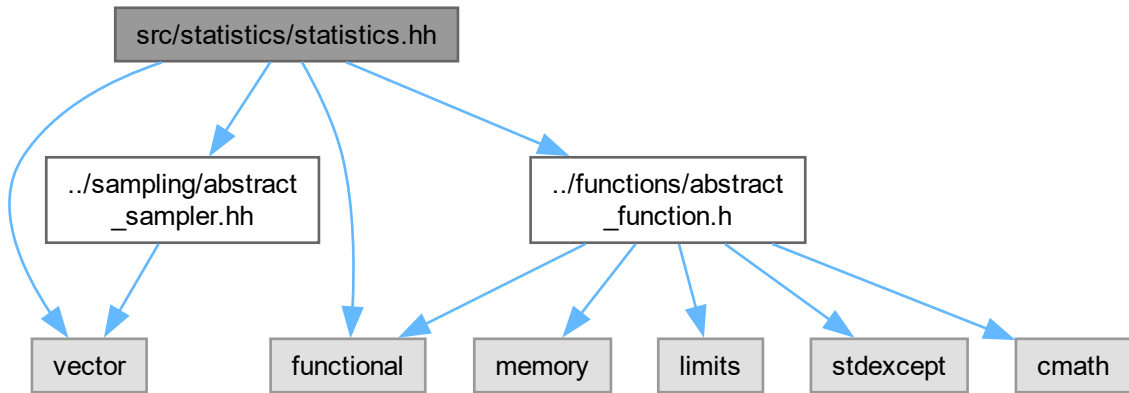 src/statistics/statistics.hh
../sampling/abstract
_sampler.hh
../functions/abstract
_function.h
vector
functional
memory
limits
stdexcept
cmath